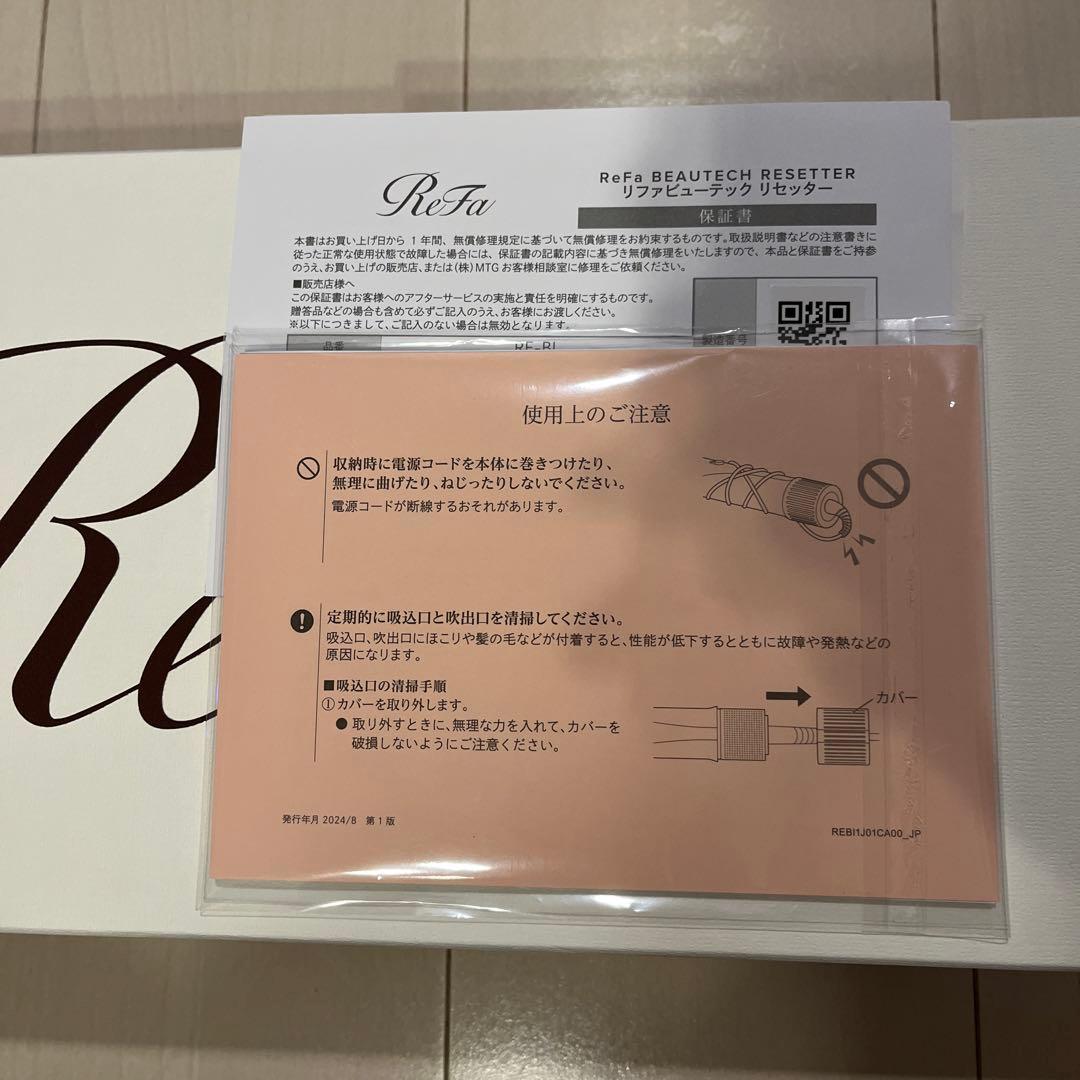 ReFa
ReFa BEAUTECH RESETTER
リファビューテック リセッター
保証書
本書はお買い上げ日から 1 年間、無償修理規定に基づいて無償修理をお約束するものです。取扱説明書などの注意書きに
従った正常な使用状態で故障した場合には、保証書の記載内容に基づき無償修理をいたしますので、本品と保証書をご持参
のうえ、お買い上げの販売店、または(株)MTG お客様相談室に修理をご依頼ください。
■販売店様へ
この保証書はお客様へのアフターサービスの実施と責任を明確にするものです。
贈答品などの場合も含めて必ずご記入のうえ、お客様にお渡しください。
※以下につきまして、ご記入のない場合は無効となります。
品番
RE-BI
製造番号
Re
使用上のご注意
収納時に電源コードを本体に巻きつけたり、
無理に曲げたり、ねじったりしないでください。
電源コードが断線するおそれがあります。
定期的に吸込口と吹出口を清掃してください。
吸込口、吹出口にほこりや髪の毛などが付着すると、性能が低下するとともに故障や発熱などの
原因になります。
■吸込口の清掃手順
①カバーを取り外します。
● 取り外すときに、無理な力を入れて、カバーを
破損しないようにご注意ください。
カバー
発行年月 2024/8 第1版
REBI1J01CA00_JP